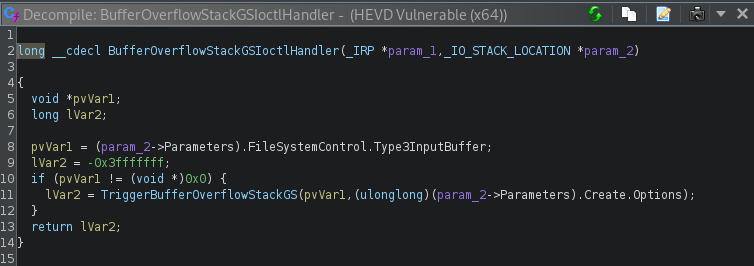 Decompile: BufferOverflowStackGSIoctlHandler - (HEVD Vulnerable (x64))
1
2 long __cdecl BufferOverflowStackGSIoctlHandler(_IRP *param_1,_IO_STACK_LOCATION *param_2)
3
4 {
5 void *pvVar1;
6 long lVar2;
7
8 pvVar1 = (param_2->Parameters).FileSystemControl.Type3InputBuffer;
9 lVar2 = -0x3fffffff;
10 if (pvVar1 != (void *)0x0) {
11 lVar2 = TriggerBufferOverflowStackGS(pvVar1,(ulonglong)(param_2->Parameters).Create.Options);
12 }
13 return lVar2;
14 }
15